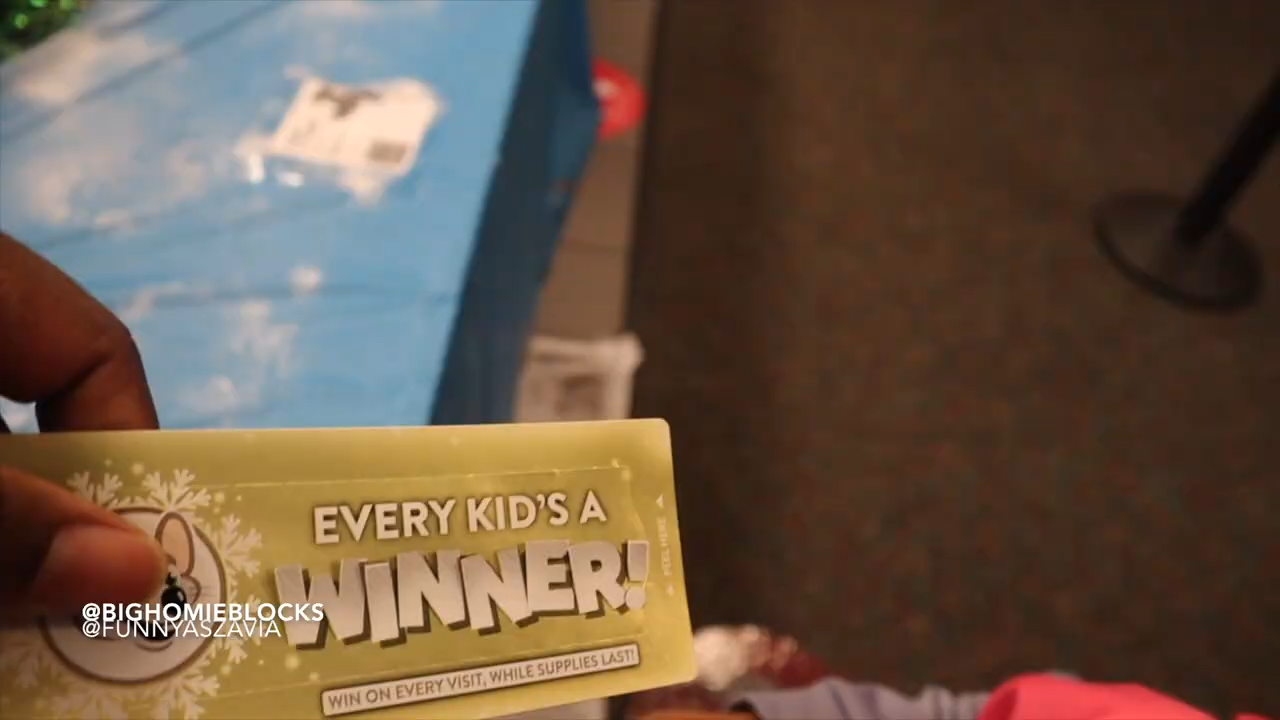 EVERY KID'S A
WINNER!
PEEL HERE
WIN ON EVERY VISIT, WHILE SUPPLIES LAST!
@BIGHOMIEBLOCKS
@FUNNYASZAVIA